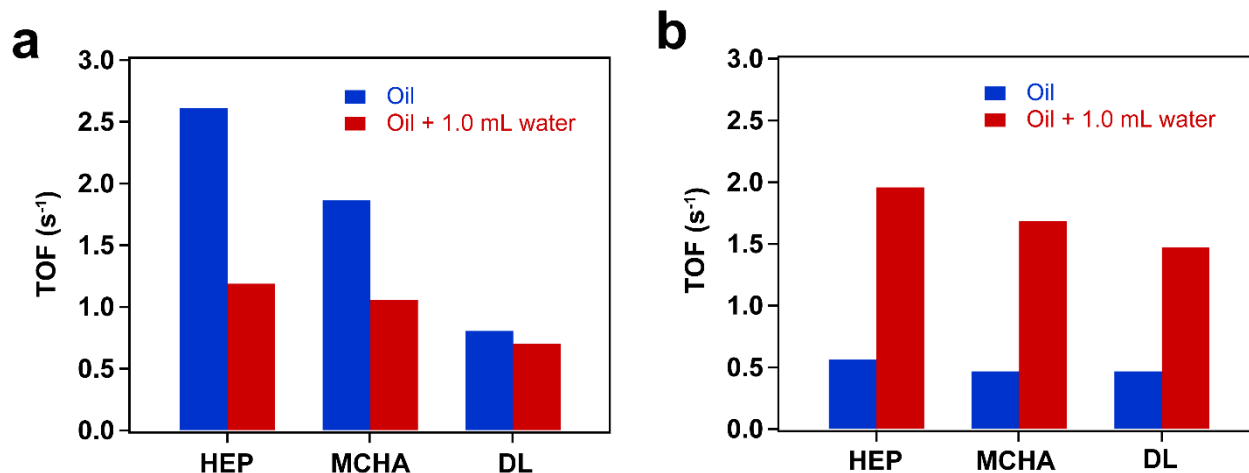 a
3.0
2.5
2.0
1.5
1.0
0.5
0.0
TOF (s⁻¹)
Oil
Oil + 1.0 mL water
HEP MCHA DL
b
3.0
2.5
2.0
1.5
1.0
0.5
0.0
TOF (s⁻¹)
Oil
Oil + 1.0 mL water
HEP MCHA DL